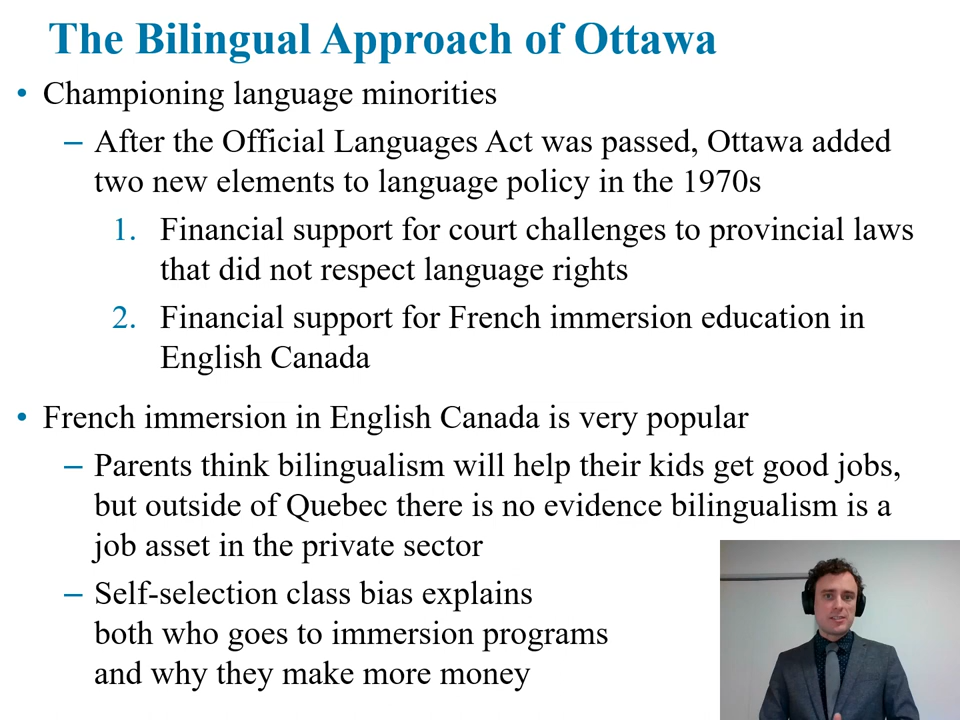 The Bilingual Approach of Ottawa
• Championing language minorities
– After the Official Languages Act was passed, Ottawa added
two new elements to language policy in the 1970s
1. Financial support for court challenges to provincial laws
that did not respect language rights
2. Financial support for French immersion education in
English Canada
• French immersion in English Canada is very popular
– Parents think bilingualism will help their kids get good jobs,
but outside of Quebec there is no evidence bilingualism is a
job asset in the private sector
– Self-selection class bias explains
both who goes to immersion programs
and why they make more money